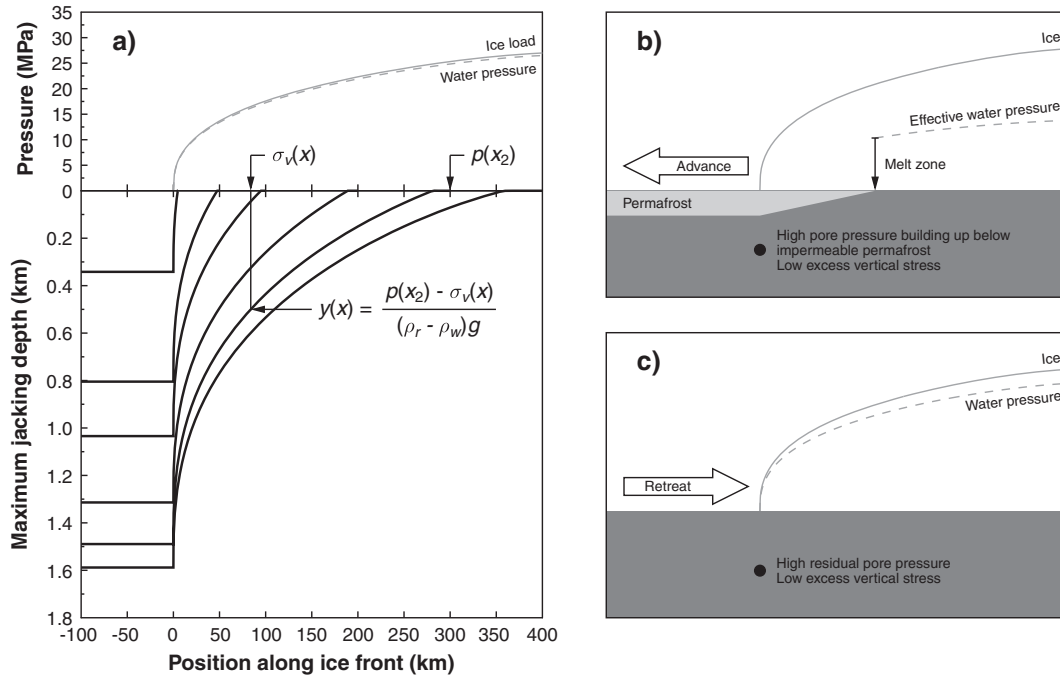 a)
Pressure (MPa)
35
30
25
20
15
10
5
0
Ice load
Water pressure
σv(x)
p(x2)
Maximum jacking depth (km)
0.2
0.4
0.6
0.8
1.0
1.2
1.4
1.6
1.8
y(x) = p(x2) - σv(x)
(ρr - ρw)g
-100 -50 0 50 100 150 200 250 300 350 400
Position along ice front (km)
b)
Ice
Effective water pressure
Advance
Melt zone
Permafrost
High pore pressure building up below
impermeable permafrost
Low excess vertical stress
c)
Ice
Water pressure
Retreat
High residual pore pressure
Low excess vertical stress